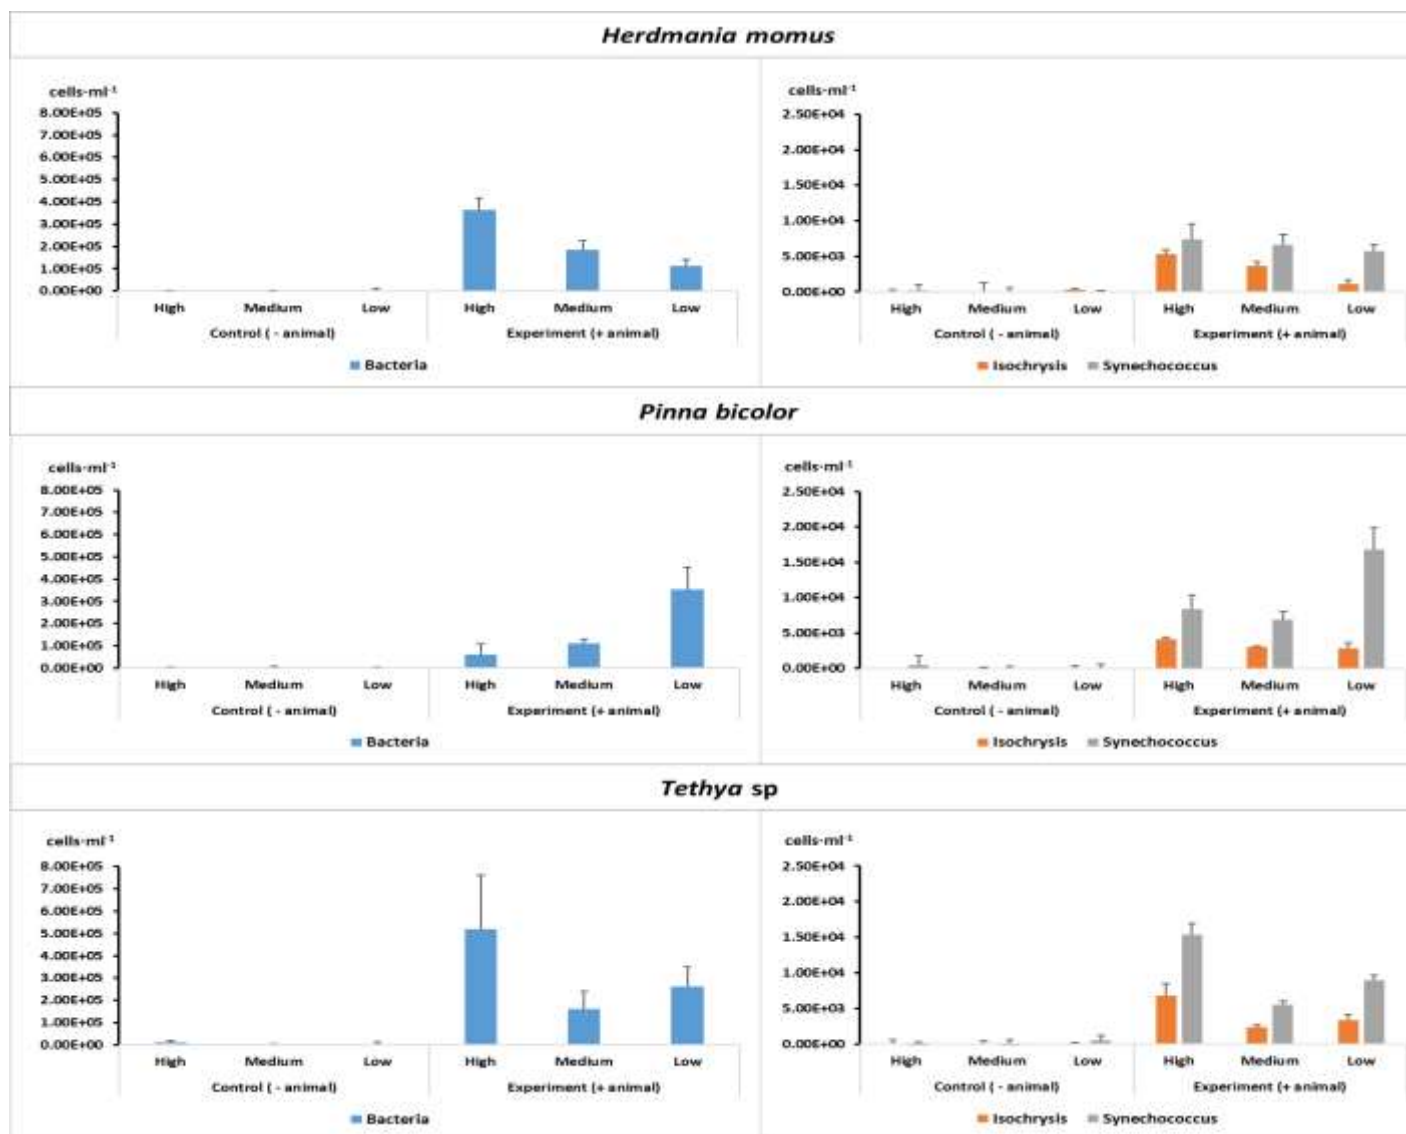 Herdmania momus
cells·ml⁻¹
8.00E+05
7.00E+05
6.00E+05
5.00E+05
4.00E+05
3.00E+05
2.00E+05
1.00E+05
0.00E+00
High Medium Low High Medium Low
Control ( - animal) Experiment (+ animal)
Bacteria
cells·ml⁻¹
2.50E+04
2.00E+04
1.50E+04
1.00E+04
5.00E+03
0.00E+00
High Medium Low High Medium Low
Control ( - animal) Experiment (+ animal)
Isochrysis Synechococcus
Pinna bicolor
cells·ml⁻¹
8.00E+05
7.00E+05
6.00E+05
5.00E+05
4.00E+05
3.00E+05
2.00E+05
1.00E+05
0.00E+00
High Medium Low High Medium Low
Control ( - animal) Experiment (+ animal)
Bacteria
cells·ml⁻¹
2.50E+04
2.00E+04
1.50E+04
1.00E+04
5.00E+03
0.00E+00
High Medium Low High Medium Low
Control ( - animal) Experiment (+ animal)
Isochrysis Synechococcus
Tethya sp
cells·ml⁻¹
8.00E+05
7.00E+05
6.00E+05
5.00E+05
4.00E+05
3.00E+05
2.00E+05
1.00E+05
0.00E+00
High Medium Low High Medium Low
Control ( - animal) Experiment (+ animal)
Bacteria
cells·ml⁻¹
2.50E+04
2.00E+04
1.50E+04
1.00E+04
5.00E+03
0.00E+00
High Medium Low High Medium Low
Control ( - animal) Experiment (+ animal)
Isochrysis Synechococcus